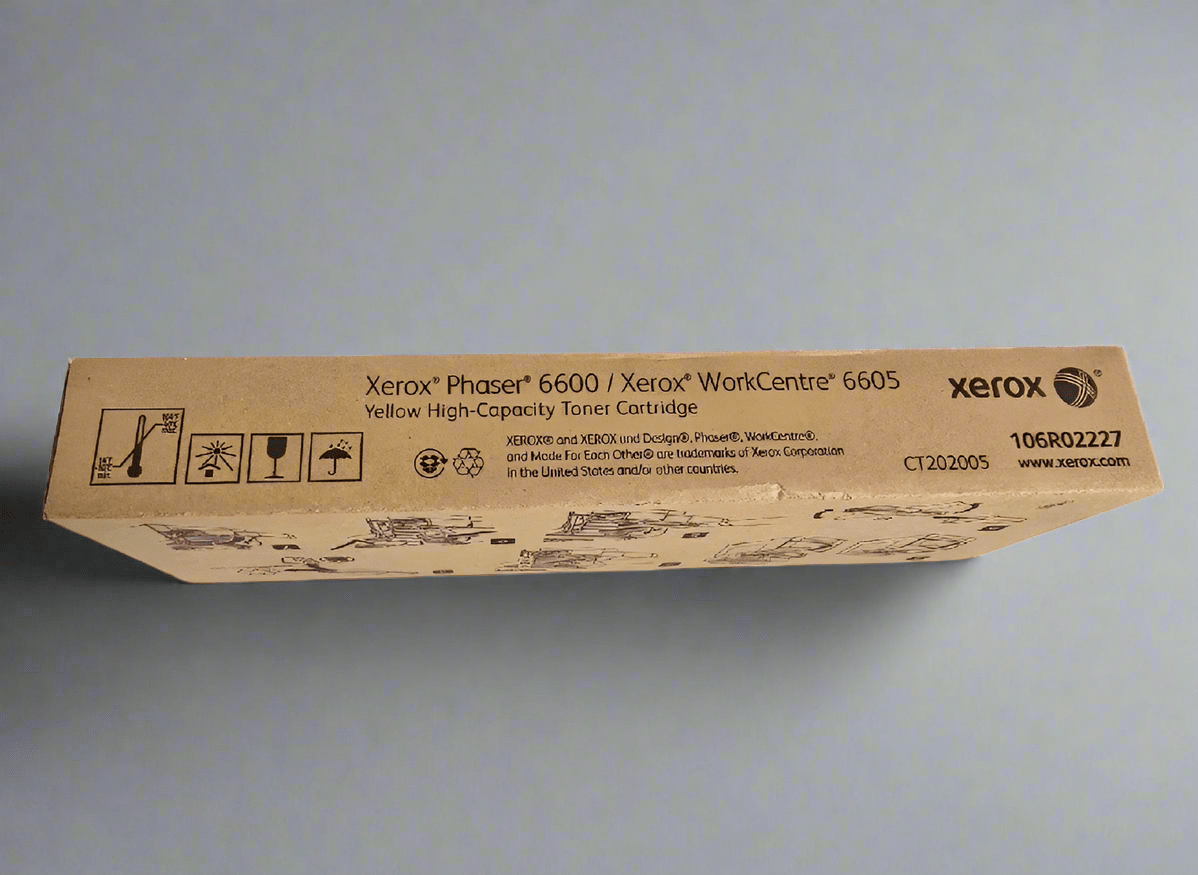 Xerox® Phaser® 6600 / Xerox® WorkCentre® 6605
Yellow High-Capacity Toner Cartridge
xerox ®
XEROX® and XEROX und Design®, Phaser®, WorkCentre®,
and Made For Each Other® are trademarks of Xerox Corporation
in the United States and/or other countries.
106R02227
CT202005
www.xerox.com